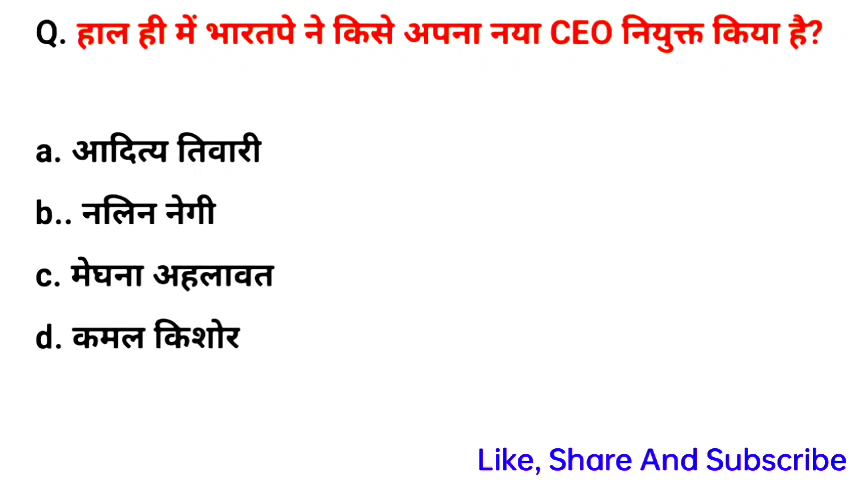 Q. हाल ही में भारतपे ने किसे अपना नया CEO नियुक्त किया है?
a. आदित्य तिवारी
b.. नलिन नेगी
c. मेघना अहलावत
d. कमल किशोर
Like, Share And Subscribe